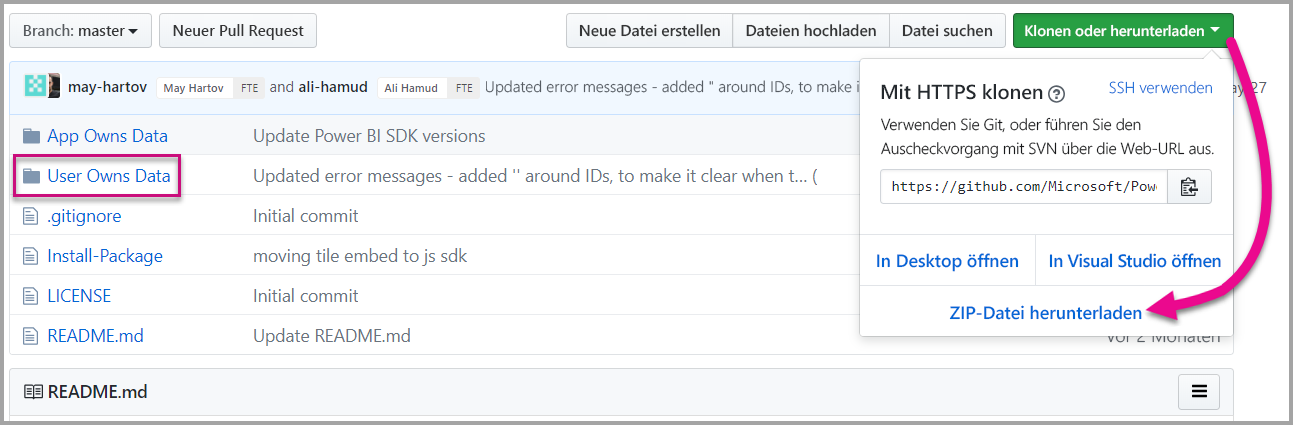 Branch: master
Neuer Pull Request
Neue Datei erstellen
Dateien hochladen
Datei suchen
Klonen oder herunterladen
may-hartov May Hartov FTE and ali-hamud Ali Hamud FTE Updated error messages - added " around IDs, to make i 27
App Owns Data Update Power BI SDK versions
User Owns Data Updated error messages - added '' around IDs, to make it clear when t... (
.gitignore Initial commit
Install-Package moving tile embed to js sdk
LICENSE Initial commit
README.md Update README.md vor 2 Monaten
Mit HTTPS klonen ?
SSH verwenden
Verwenden Sie Git, oder führen Sie den
Auscheckvorgang mit SVN über die Web-URL aus.
https://github.com/Microsoft/Pow
In Desktop öffnen
In Visual Studio öffnen
ZIP-Datei herunterladen
README.md